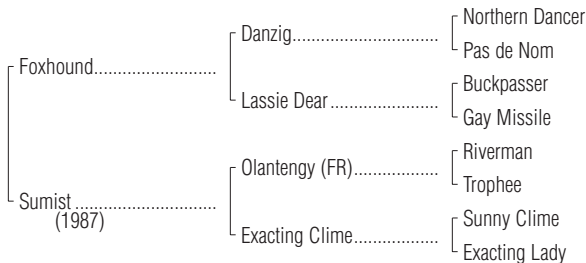 Northern Dancer
Danzig
Pas de Nom
Foxhound
Buckpasser
Lassie Dear
Gay Missile
Riverman
Olantengy (FR)
Trophee
Sumist
(1987)
Sunny Clime
Exacting Clime
Exacting Lady